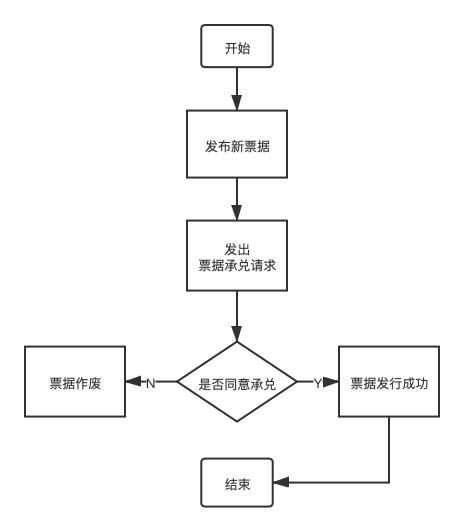 开始
发布新票据
发出
票据承兑请求
票据作废
N
是否同意承兑
Y
票据发行成功
结束